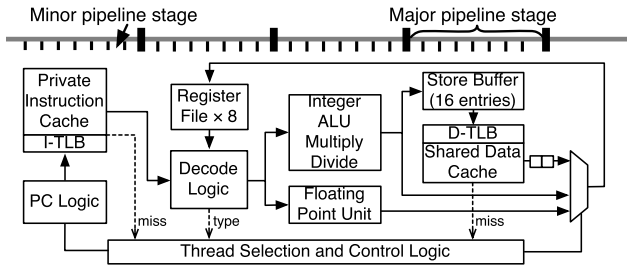 Minor pipeline stage
Major pipeline stage
Private
Instruction
Cache
I-TLB
PC Logic
Register
File × 8
Decode
Logic
Integer
ALU
Multiply
Divide
Floating
Point Unit
Store Buffer
(16 entries)
D-TLB
Shared Data
Cache
miss
type
miss
Thread Selection and Control Logic